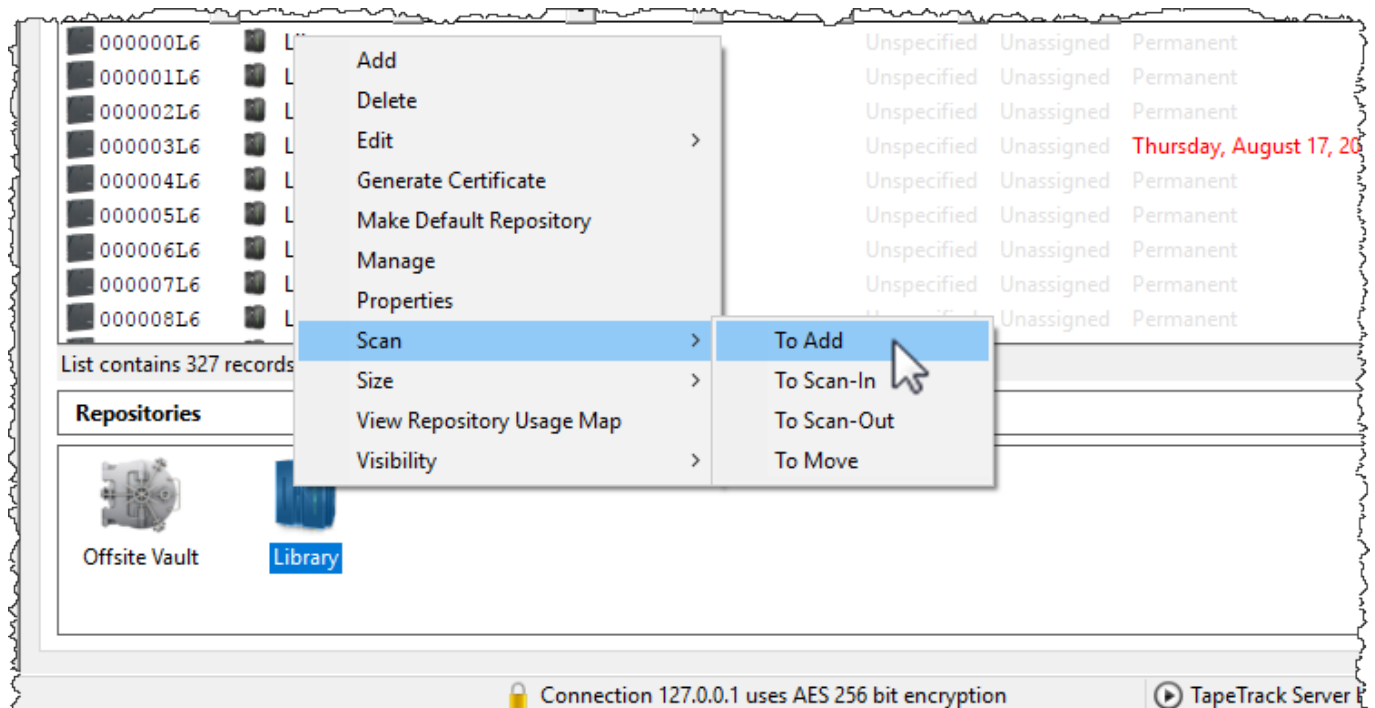 000000L6 Unspecified Unassigned Permanent
000001L6 L Unspecified Unassigned Permanent
000002L6 L Unspecified Unassigned Permanent
000003L6 L Unspecified Unassigned Thursday, August 17, 20
000004L6 L Unspecified Unassigned Permanent
000005L6 L Unspecified Unassigned Permanent
000006L6 L Unspecified Unassigned Permanent
000007L6 L Unspecified Unassigned Permanent
000008L6 L Unassigned Permanent
List contains 327 records
Add
Delete
Edit
Generate Certificate
Make Default Repository
Manage
Properties
Scan
Size
View Repository Usage Map
Visibility
To Add
To Scan-In
To Scan-Out
To Move
Repositories
Offsite Vault
Library
Connection 127.0.0.1 uses AES 256 bit encryption
TapeTrack Server